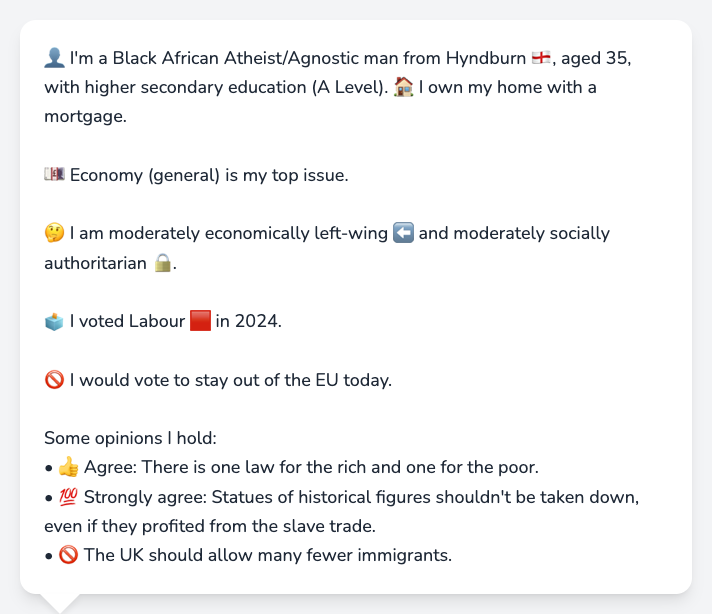 👤 I'm a Black African Atheist/Agnostic man from Hyndburn 🏴󠁧󠁢󠁥󠁮󠁧󠁿, aged 35,
with higher secondary education (A Level). 🏠 I own my home with a
mortgage.
💷 Economy (general) is my top issue.
🤔 I am moderately economically left-wing ⬅️ and moderately socially
authoritarian 🔒.
🗳️ I voted Labour 🟥 in 2024.
🚫 I would vote to stay out of the EU today.
Some opinions I hold:
• 👍 Agree: There is one law for the rich and one for the poor.
• 💯 Strongly agree: Statues of historical figures shouldn't be taken down,
even if they profited from the slave trade.
• 🚫 The UK should allow many fewer immigrants.